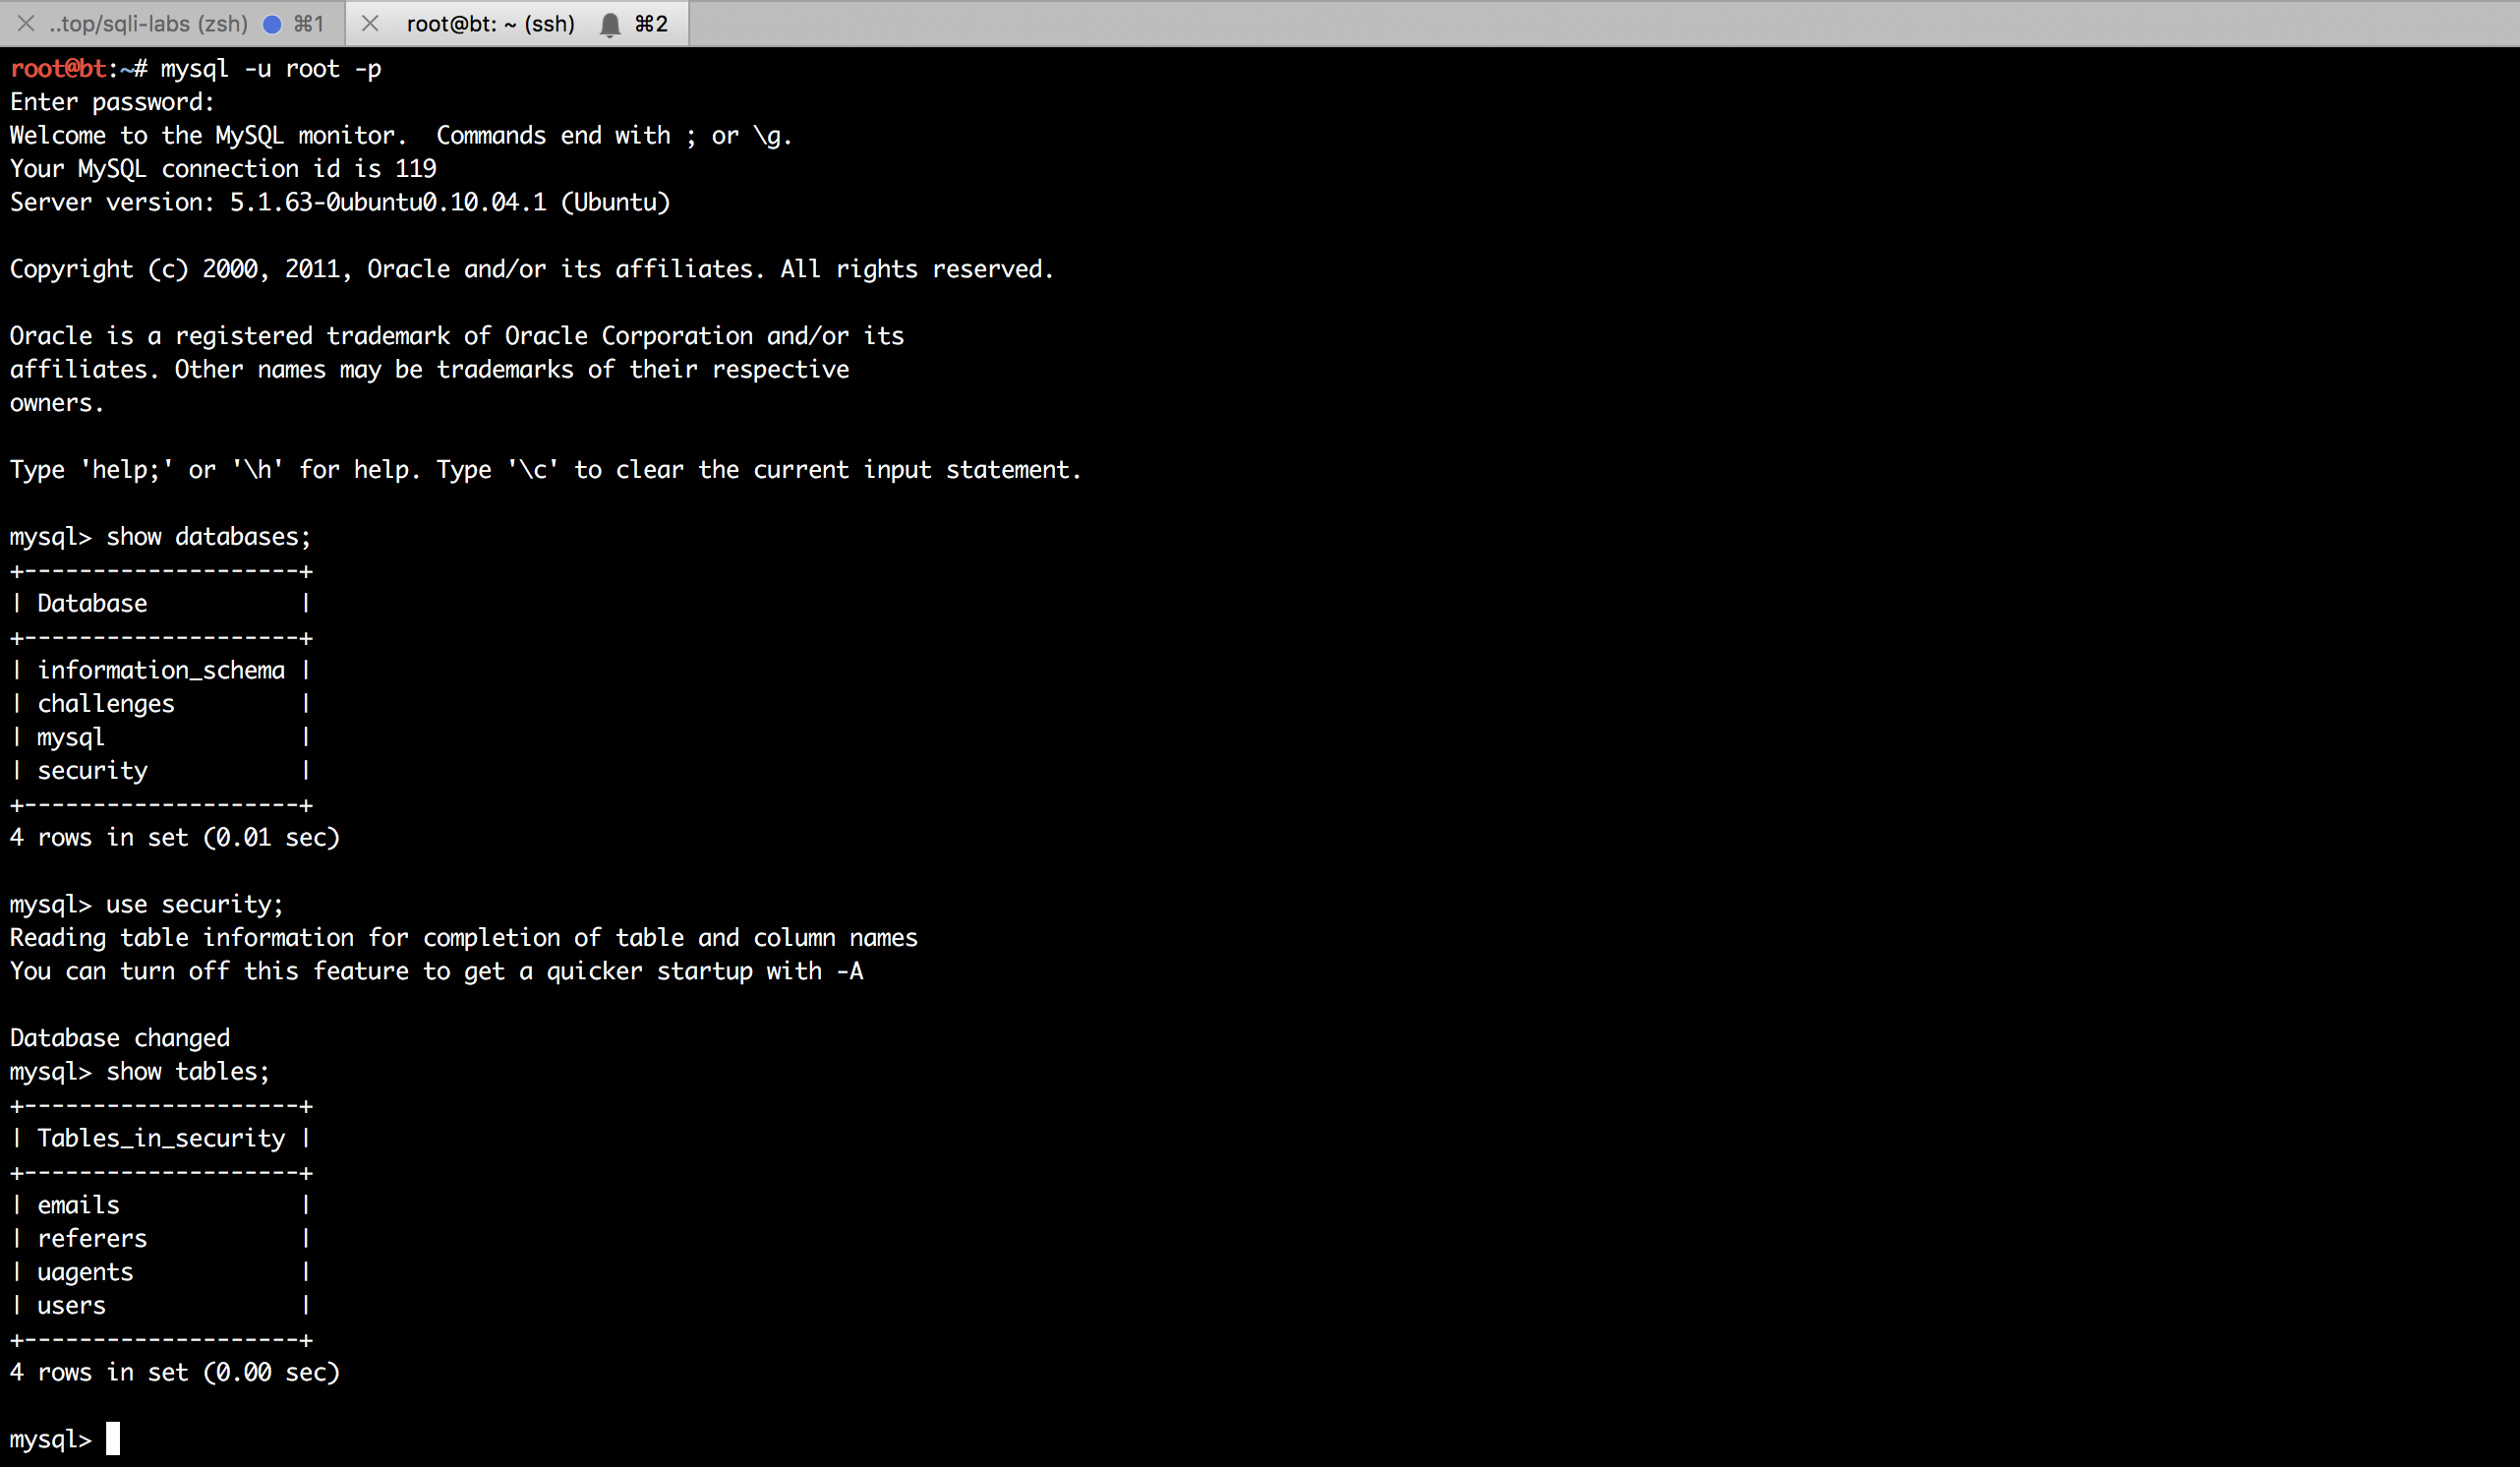 ..top/sqli-labs (zsh) ⌘1
root@bt: ~ (ssh) ⌘2
root@bt:~# mysql -u root -p
Enter password:
Welcome to the MySQL monitor.  Commands end with ; or \g.
Your MySQL connection id is 119
Server version: 5.1.63-0ubuntu0.10.04.1 (Ubuntu)

Copyright (c) 2000, 2011, Oracle and/or its affiliates. All rights reserved.

Oracle is a registered trademark of Oracle Corporation and/or its
affiliates. Other names may be trademarks of their respective
owners.

Type 'help;' or '\h' for help. Type '\c' to clear the current input statement.

mysql> show databases;
+--------------------+
| Database           |
+--------------------+
| information_schema |
| challenges         |
| mysql              |
| security           |
+--------------------+
4 rows in set (0.01 sec)

mysql> use security;
Reading table information for completion of table and column names
You can turn off this feature to get a quicker startup with -A

Database changed
mysql> show tables;
+--------------------+
| Tables_in_security |
+--------------------+
| emails             |
| referers           |
| uagents            |
| users              |
+--------------------+
4 rows in set (0.00 sec)

mysql>